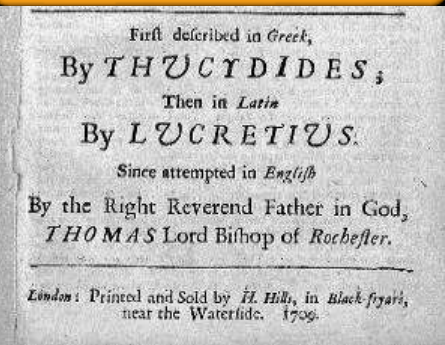 Firſt deſcribed in Greek,
By THUCYDIDES;
Then in Latin
By LUCRETIUS.
Since attempted in Engliſh
By the Right Reverend Father in God,
THOMAS Lord Biſhop of Rocheſter.
London: Printed and Sold by H. Hills, in Black-fryars,
near the Waterſide. 1709.